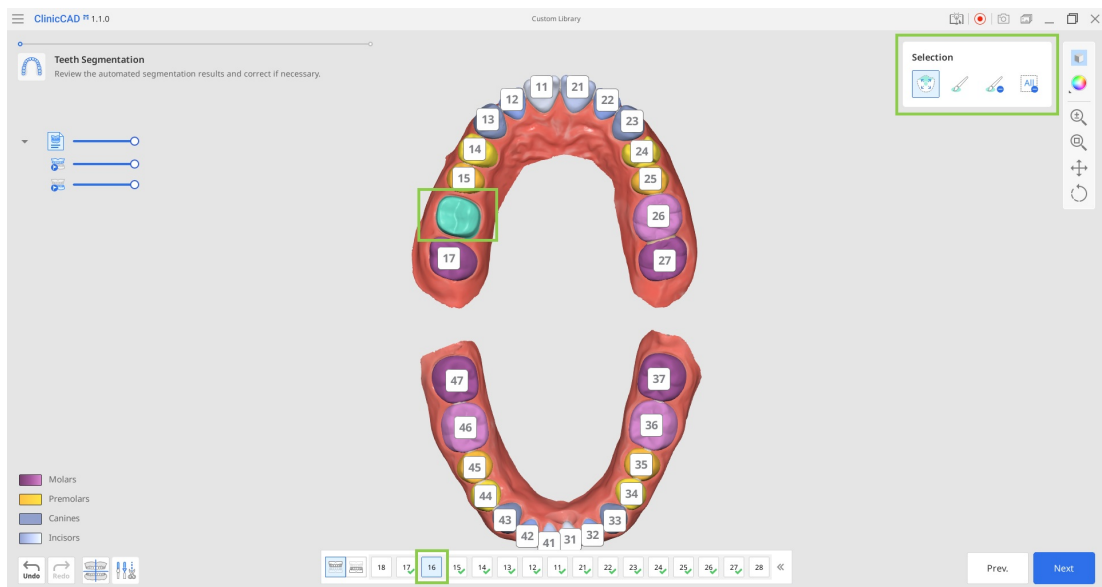 ClinicCAD 1.1.0
Custom Library
Teeth Segmentation
Review the automated segmentation results and correct if necessary.
Selection
All
11 21
12 22
13 23
14 24
15 25
26
17 27
47 37
46 36
45 35
44 34
43 33
42 41 31 32
Molars
Premolars
Canines
Incisors
Undo Redo
18 17 16 15 14 13 12 11 21 22 23 24 25 26 27 28 «
Prev. Next